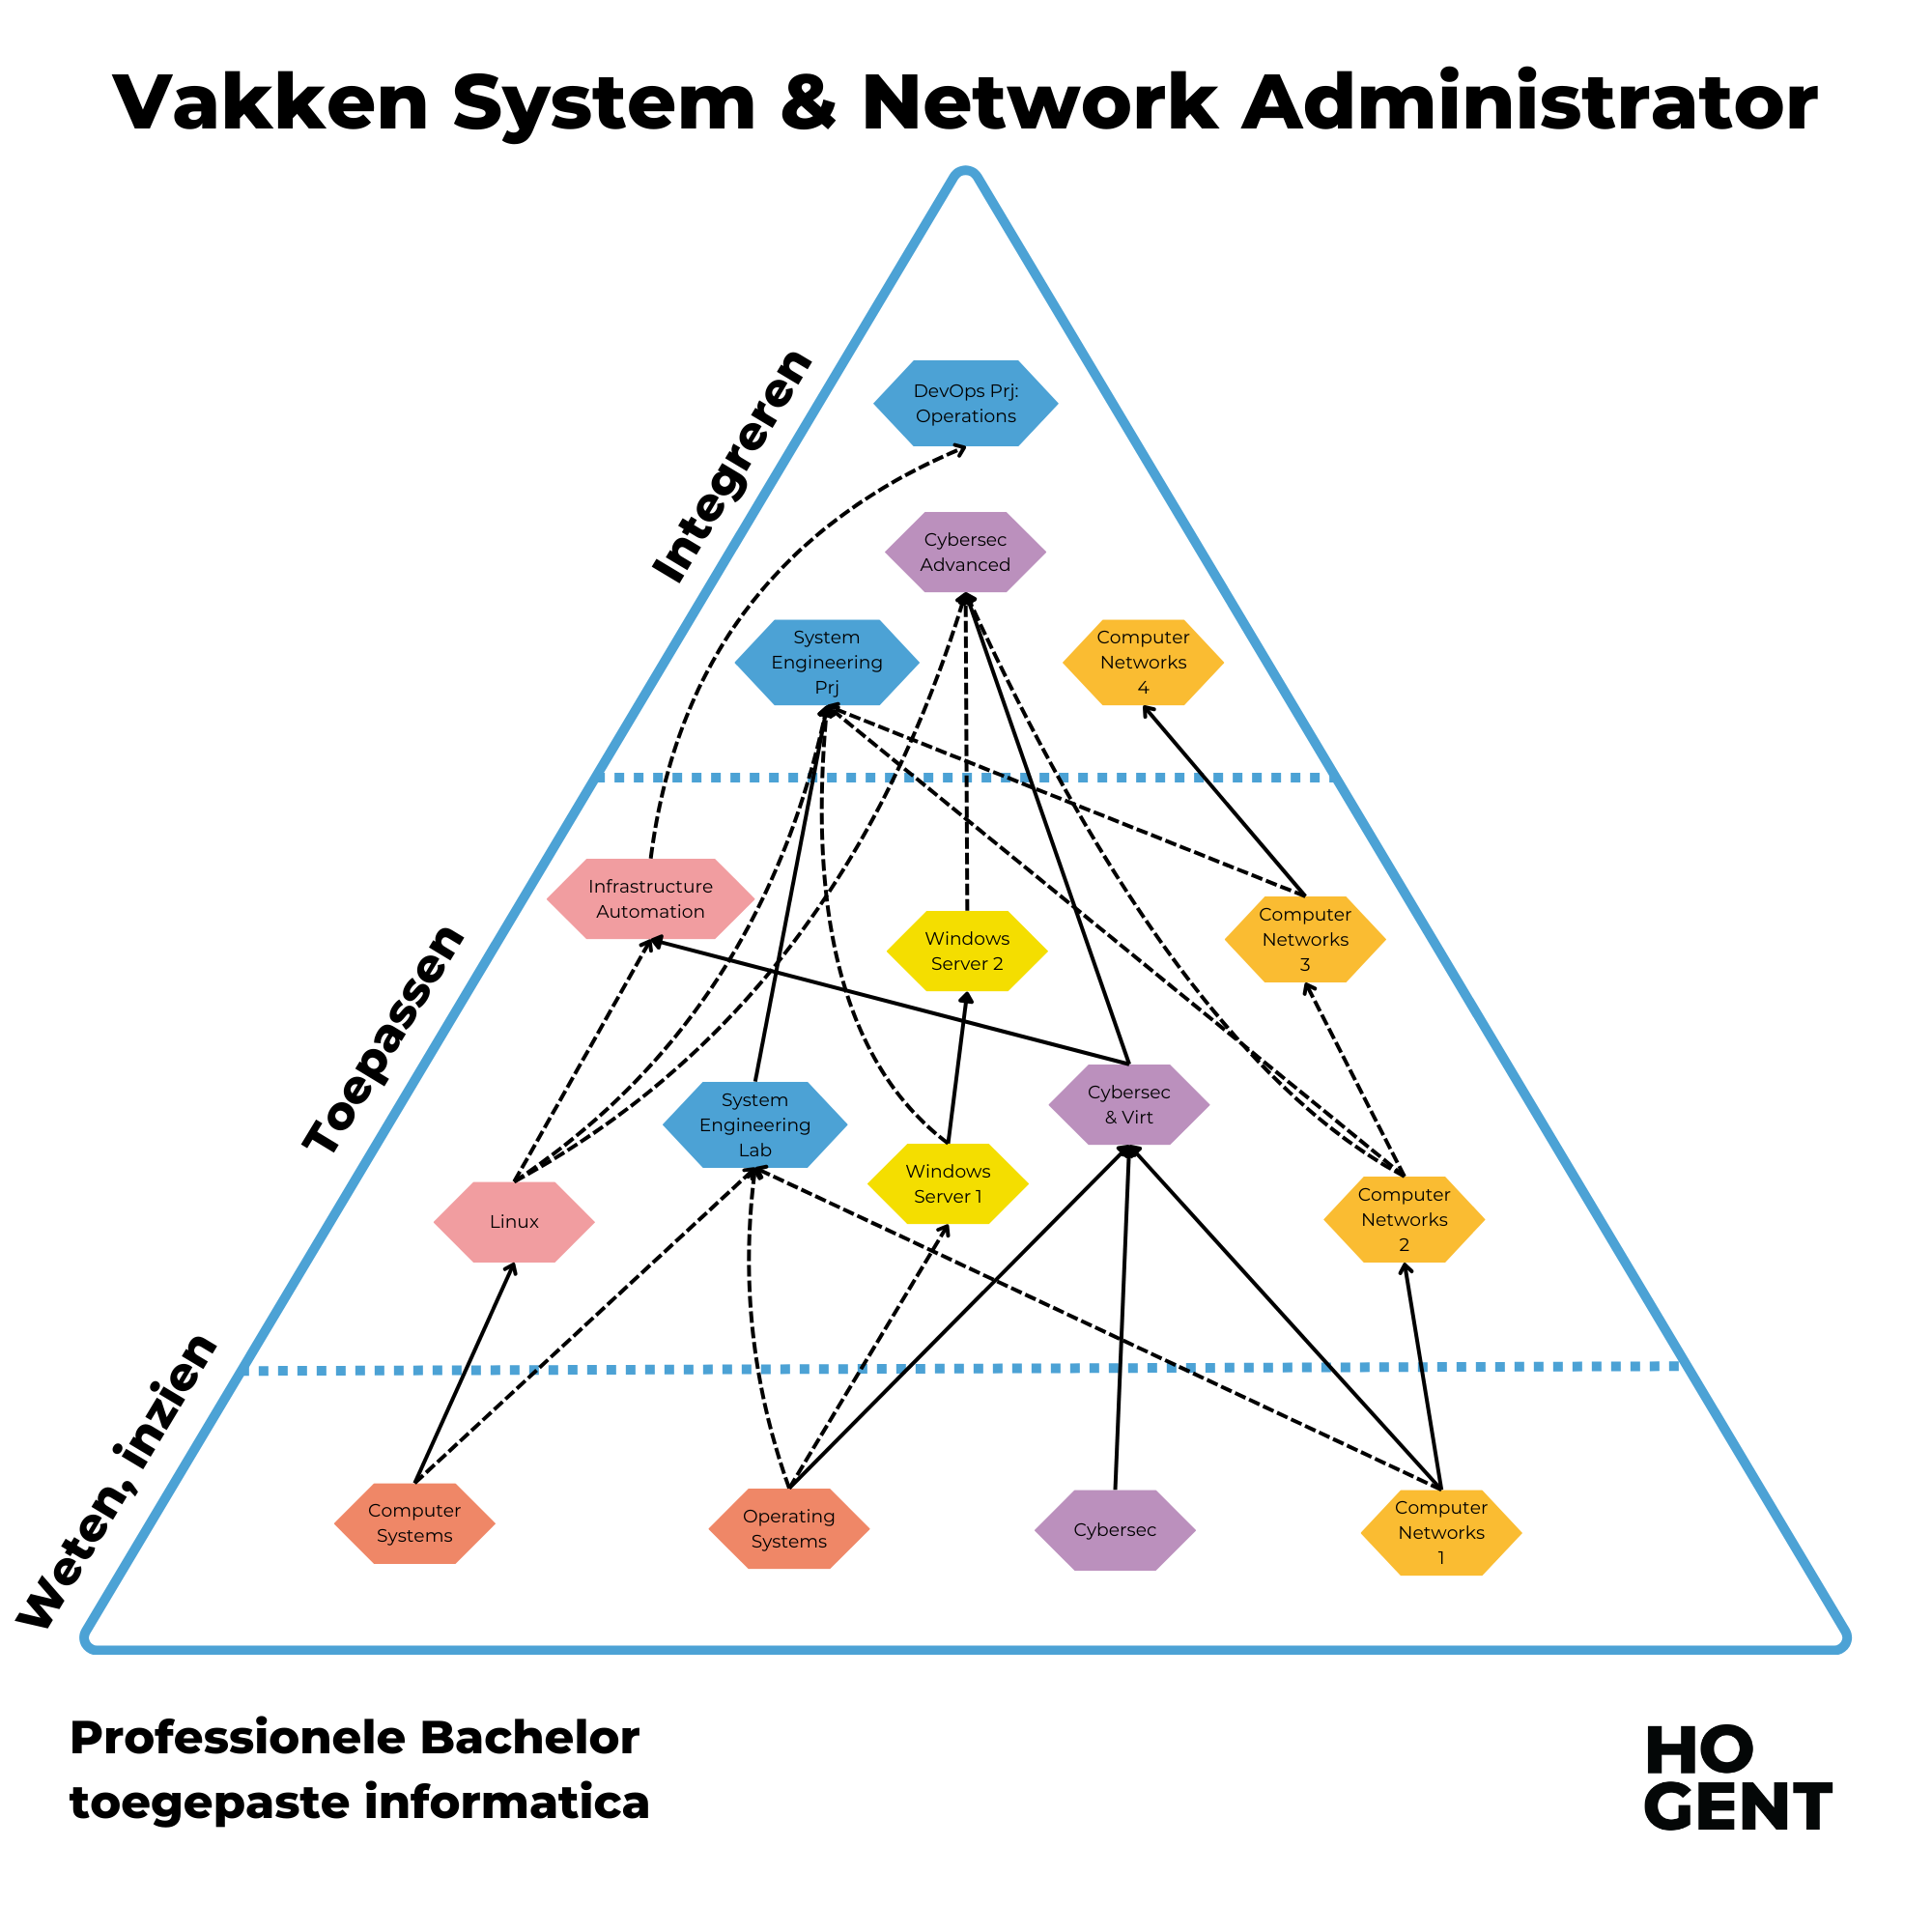 Vakken System & Network Administrator
Integreren
DevOps Prj:
Operations
Cybersec
Advanced
System
Engineering
Prj
Computer
Networks
4
Toepassen
Infrastructure
Automation
Windows
Server 2
Computer
Networks
3
System
Engineering
Lab
Cybersec
& Virt
Windows
Server 1
Linux
Computer
Networks
2
Weten, inzien
Computer
Systems
Operating
Systems
Cybersec
Computer
Networks
1
Professionele Bachelor
toegepaste informatica
HO
GENT